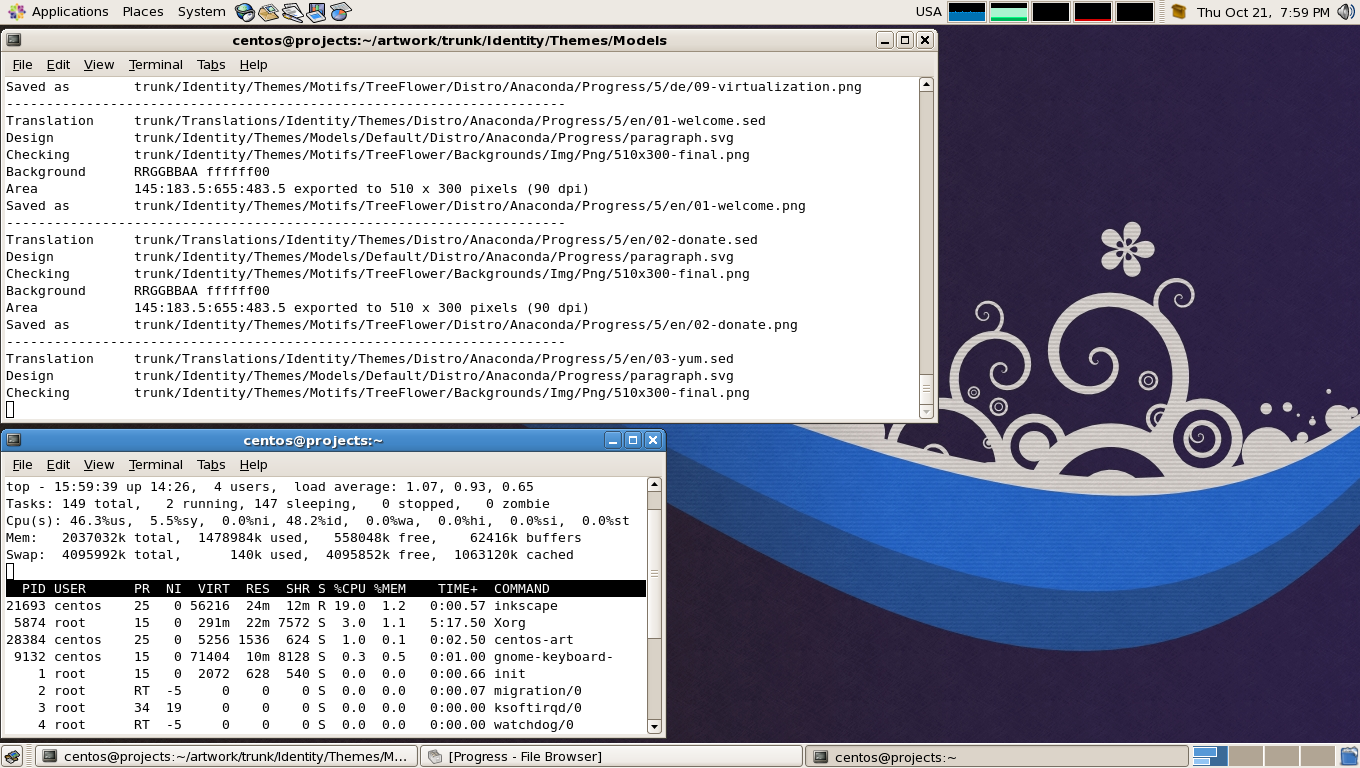 Applications Places System USA Thu Oct 21, 7:59 PM
centos@projects:~/artwork/trunk/Identity/Themes/Models
File Edit View Terminal Tabs Help
Saved as trunk/Identity/Themes/Motifs/TreeFlower/Distro/Anaconda/Progress/5/de/09-virtualization.png
----------------------------------------------------------------------
Translation trunk/Translations/Identity/Themes/Distro/Anaconda/Progress/5/en/01-welcome.sed
Design trunk/Identity/Themes/Models/Default/Distro/Anaconda/Progress/paragraph.svg
Checking trunk/Identity/Themes/Motifs/TreeFlower/Backgrounds/Img/Png/510x300-final.png
Background RRGGBBAA ffffff00
Area 145:183.5:655:483.5 exported to 510 x 300 pixels (90 dpi)
Saved as trunk/Identity/Themes/Motifs/TreeFlower/Distro/Anaconda/Progress/5/en/01-welcome.png
----------------------------------------------------------------------
Translation trunk/Translations/Identity/Themes/Distro/Anaconda/Progress/5/en/02-donate.sed
Design trunk/Identity/Themes/Models/Default/Distro/Anaconda/Progress/paragraph.svg
Checking trunk/Identity/Themes/Motifs/TreeFlower/Backgrounds/Img/Png/510x300-final.png
Background RRGGBBAA ffffff00
Area 145:183.5:655:483.5 exported to 510 x 300 pixels (90 dpi)
Saved as trunk/Identity/Themes/Motifs/TreeFlower/Distro/Anaconda/Progress/5/en/02-donate.png
----------------------------------------------------------------------
Translation trunk/Translations/Identity/Themes/Distro/Anaconda/Progress/5/en/03-yum.sed
Design trunk/Identity/Themes/Models/Default/Distro/Anaconda/Progress/paragraph.svg
Checking trunk/Identity/Themes/Motifs/TreeFlower/Backgrounds/Img/Png/510x300-final.png
centos@projects:~
File Edit View Terminal Tabs Help
top - 15:59:39 up 14:26, 4 users, load average: 1.07, 0.93, 0.65
Tasks: 149 total, 2 running, 147 sleeping, 0 stopped, 0 zombie
Cpu(s): 46.3%us, 5.5%sy, 0.0%ni, 48.2%id, 0.0%wa, 0.0%hi, 0.0%si, 0.0%st
Mem: 2037032k total, 1478984k used, 558048k free, 62416k buffers
Swap: 4095992k total, 140k used, 4095852k free, 1063120k cached
PID USER PR NI VIRT RES SHR S %CPU %MEM TIME+ COMMAND
21693 centos 25 0 56216 24m 12m R 19.0 1.2 0:00.57 inkscape
5874 root 15 0 291m 22m 7572 S 3.0 1.1 5:17.50 Xorg
28384 centos 25 0 5256 1536 624 S 1.0 0.1 0:02.50 centos-art
9132 centos 15 0 71404 10m 8128 S 0.3 0.5 0:01.00 gnome-keyboard-
1 root 15 0 2072 628 540 S 0.0 0.0 0:00.66 init
2 root RT -5 0 0 0 S 0.0 0.0 0:00.07 migration/0
3 root 34 19 0 0 0 S 0.0 0.0 0:00.00 ksoftirqd/0
4 root RT -5 0 0 0 S 0.0 0.0 0:00.00 watchdog/0
centos@projects:~/artwork/trunk/Identity/Themes/M... [Progress - File Browser] centos@projects:~